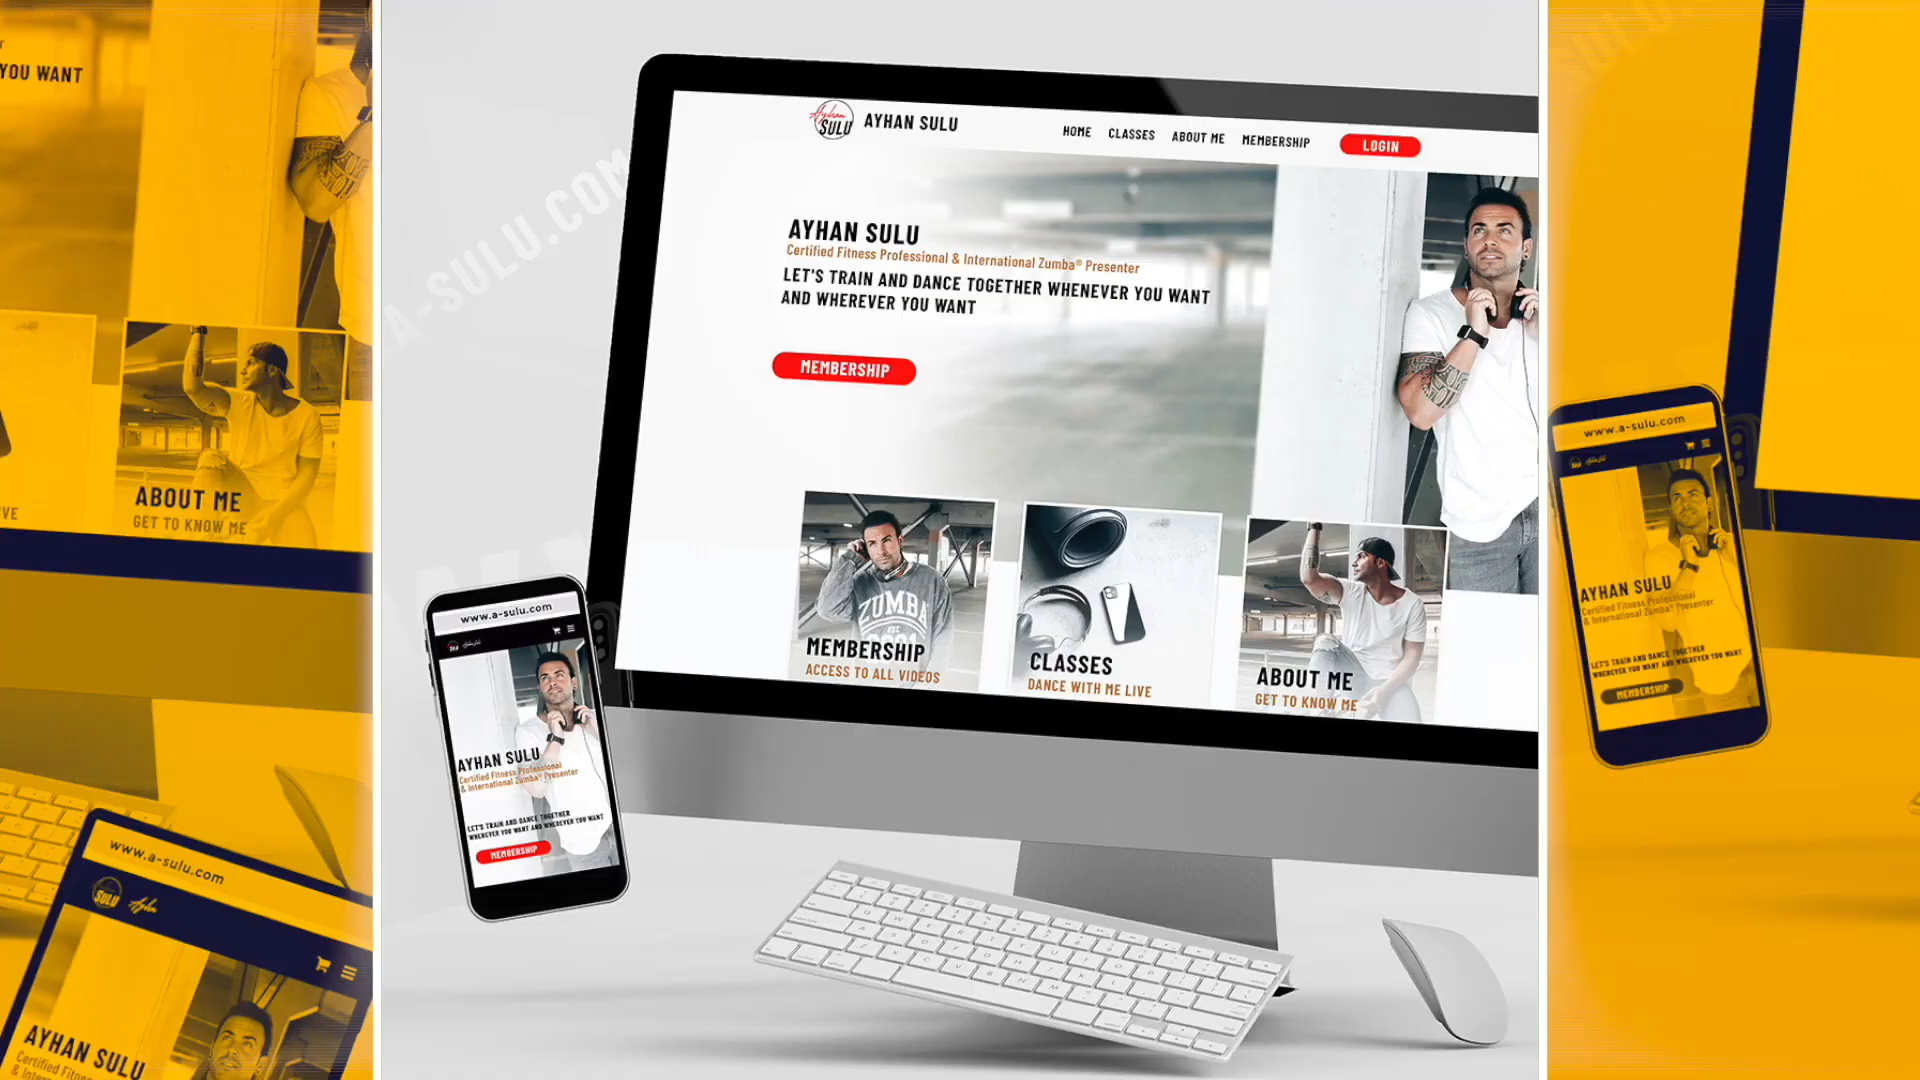 YOU WANT
ABOUT ME
GET TO KNOW ME
www.a-sulu.com
SULU
AYHAN SULU
A-SULU.COM
Ayhan
SULU
AYHAN SULU
HOME
CLASSES
ABOUT ME
MEMBERSHIP
LOGIN
AYHAN SULU
Certified Fitness Professional & International Zumba® Presenter
LET'S TRAIN AND DANCE TOGETHER WHENEVER YOU WANT
AND WHEREVER YOU WANT
MEMBERSHIP
ZUMBA
EST.
MEMBERSHIP
ACCESS TO ALL VIDEOS
CLASSES
DANCE WITH ME LIVE
ABOUT ME
GET TO KNOW ME
www.a-sulu.com
AYHAN SULU
Certified Fitness Professional
& International Zumba® Presenter
LET'S TRAIN AND DANCE TOGETHER
WHENEVER YOU WANT AND WHEREVER YOU WANT
MEMBERSHIP
www.a-sulu.com
AYHAN SULU
Certified Fitness Professional
& International Zumba® Presenter
LET'S TRAIN AND DANCE TOGETHER
WHENEVER YOU WANT AND WHEREVER YOU WANT
MEMBERSHIP